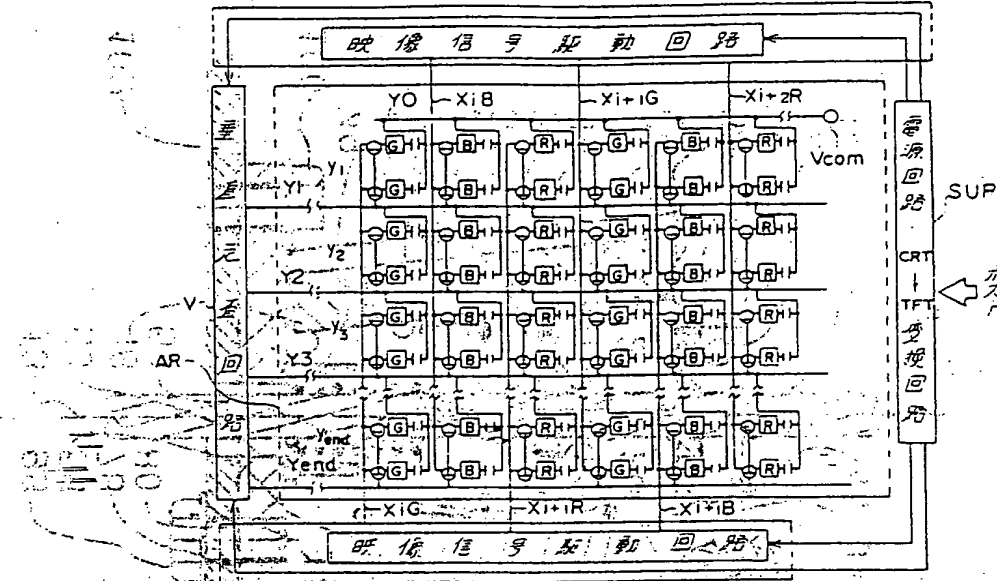 映像信号駆動回路
YO XiB Xi+1G Xi+2R
Vcom
垂直走査回路
電源回路
CRT
↓
TFT
変換回路
SUP
V
AR
Y1
y1
G B R G B R
G B R G B R
Y2
y2
G B R G B R
G B R G B R
Y3
y3
G B R G B R
G B R G B R
Yend
yend
G B R G B R
G B R G B R
XiG Xi+1R Xi+1B
映像信号駆動回路